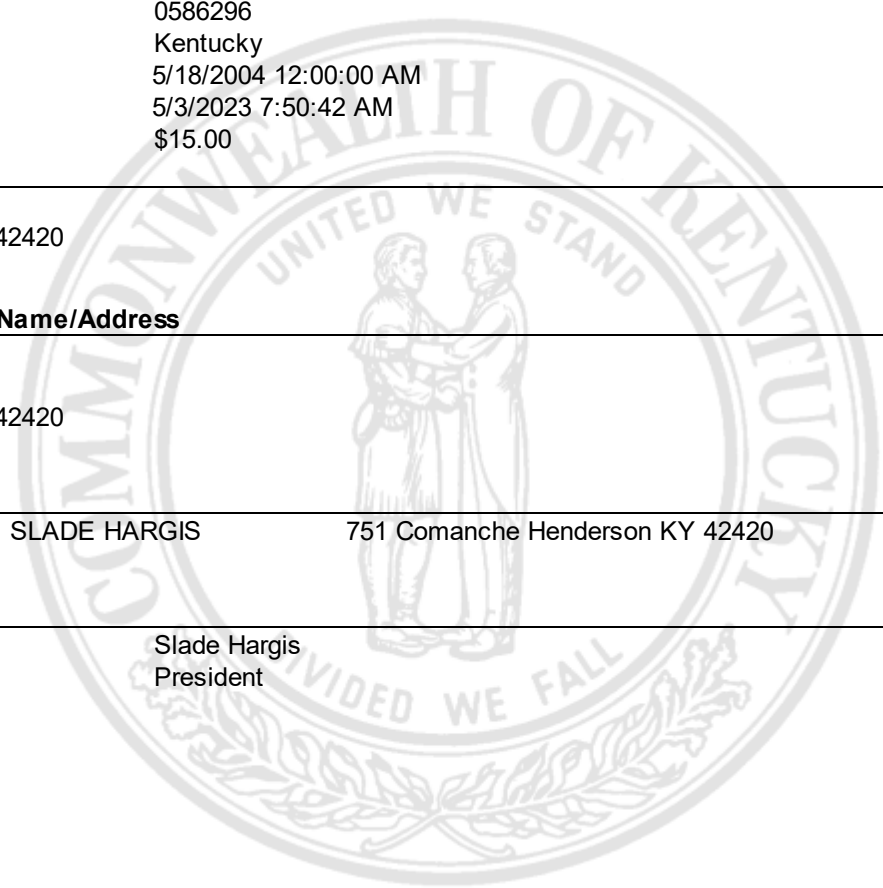 0586296
Kentucky
5/18/2004 12:00:00 AM
5/3/2023 7:50:42 AM
$15.00
42420
Name/Address
42420
SLADE HARGIS 751 Comanche Henderson KY 42420
Slade Hargis
President
COMMONWEALTH OF KENTUCKY
UNITED WE STAND
DIVIDED WE FALL